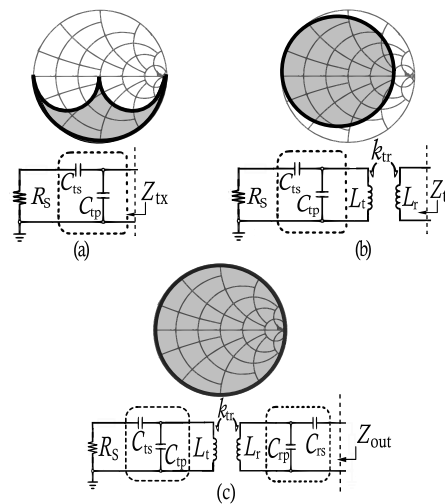 R_S
C_ts
C_tp
Z_tx
(a)
k_tr
R_S
C_ts
C_tp
L_t
L_r
(b)
k_tr
R_S
C_ts
C_tp
L_t
L_r
C_rp
C_rs
Z_out
(c)